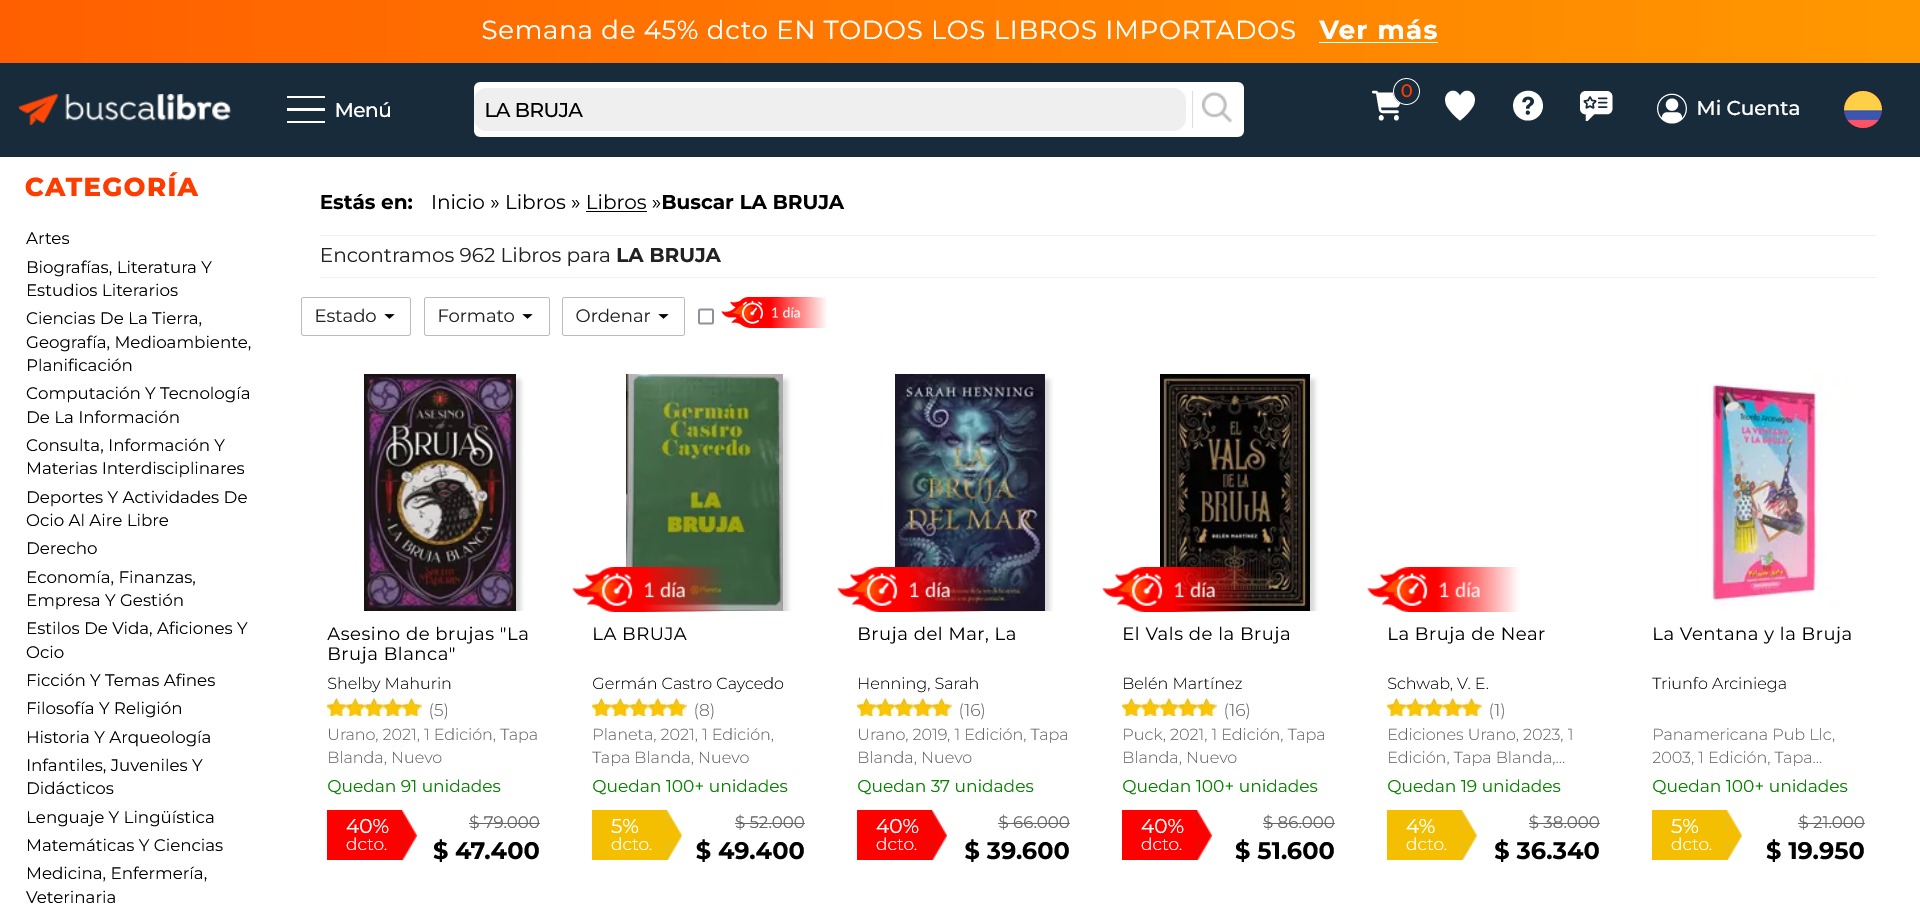 Semana de 45% dcto EN TODOS LOS LIBROS IMPORTADOS Ver más
buscalibre
Menú
LA BRUJA
0
Mi Cuenta
CATEGORÍA
Artes
Biografías, Literatura Y
Estudios Literarios
Ciencias De La Tierra,
Geografía, Medioambiente,
Planificación
Computación Y Tecnología
De La Información
Consulta, Información Y
Materias Interdisciplinares
Deportes Y Actividades De
Ocio Al Aire Libre
Derecho
Economía, Finanzas,
Empresa Y Gestión
Estilos De Vida, Aficiones Y
Ocio
Ficción Y Temas Afines
Filosofía Y Religión
Historia Y Arqueología
Infantiles, Juveniles Y
Didácticos
Lenguaje Y Lingüística
Matemáticas Y Ciencias
Medicina, Enfermería,
Veterinaria
Estás en: Inicio » Libros » Libros »Buscar LA BRUJA
Encontramos 962 Libros para LA BRUJA
Estado
Formato
Ordenar
1 día
ASESINO
de
BRUJAS
LA BRUJA BLANCA
SHELBY
MAHURIN
Asesino de brujas "La
Bruja Blanca"
Shelby Mahurin
(5)
Urano, 2021, 1 Edición, Tapa
Blanda, Nuevo
Quedan 91 unidades
40%
dcto.
$ 79.000
$ 47.400
Germán
Castro
Caycedo
LA
BRUJA
Planeta
1 día
LA BRUJA
Germán Castro Caycedo
(8)
Planeta, 2021, 1 Edición,
Tapa Blanda, Nuevo
Quedan 100+ unidades
5%
dcto.
$ 52.000
$ 49.400
SARAH HENNING
LA
BRUJA
DEL MAR
1 día
Bruja del Mar, La
Henning, Sarah
(16)
Urano, 2019, 1 Edición, Tapa
Blanda, Nuevo
Quedan 37 unidades
40%
dcto.
$ 66.000
$ 39.600
EL
VALS
DE LA
BRUJA
BELÉN MARTÍNEZ
1 día
El Vals de la Bruja
Belén Martínez
(16)
Puck, 2021, 1 Edición, Tapa
Blanda, Nuevo
Quedan 100+ unidades
40%
dcto.
$ 86.000
$ 51.600
1 día
La Bruja de Near
Schwab, V. E.
(1)
Ediciones Urano, 2023, 1
Edición, Tapa Blanda,...
Quedan 19 unidades
4%
dcto.
$ 38.000
$ 36.340
Triunfo Arciniegas
LA VENTANA
Y LA BRUJA
La Ventana y la Bruja
Triunfo Arciniega
Panamericana Pub Llc,
2003, 1 Edición, Tapa...
Quedan 100+ unidades
5%
dcto.
$ 21.000
$ 19.950